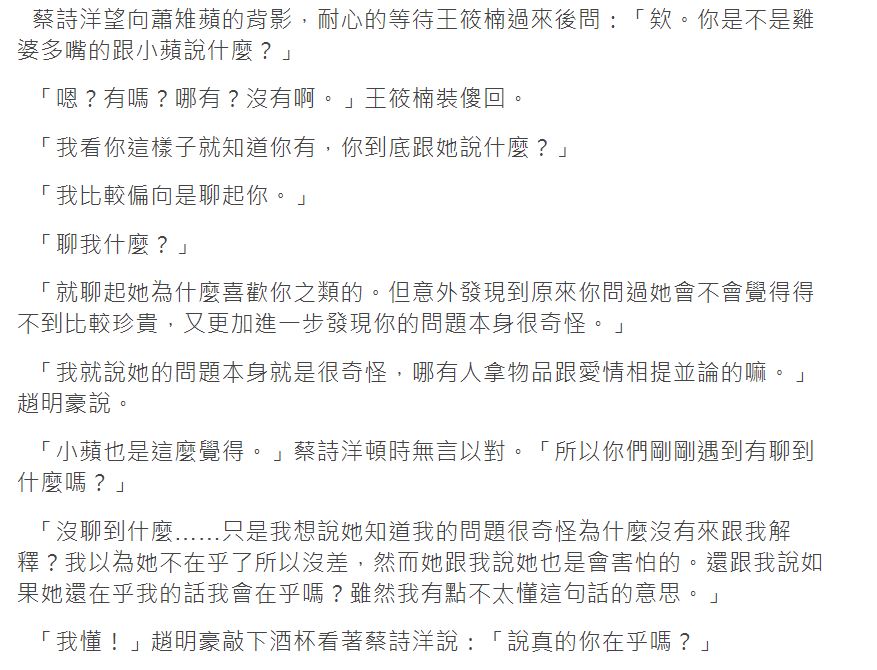 蔡詩洋望向蕭雉蘋的背影，耐心的等待王筱楠過來後問：「欸。你是不是雞
婆多嘴的跟小蘋說什麼？」
「嗯？有嗎？哪有？沒有啊。」王筱楠裝傻回。
「我看你這樣子就知道你有，你到底跟她說什麼？」
「我比較偏向是聊起你。」
「聊我什麼？」
「就聊起她為什麼喜歡你之類的。但意外發現到原來你問過她會不會覺得得
不到比較珍貴，又更加進一步發現你的問題本身很奇怪。」
「我就說她的問題本身就是很奇怪，哪有人拿物品跟愛情相提並論的嘛。」
趙明豪說。
「小蘋也是這麼覺得。」蔡詩洋頓時無言以對。「所以你們剛剛遇到有聊到
什麼嗎？」
「沒聊到什麼……只是我想說她知道我的問題很奇怪為什麼沒有來跟我解
釋？我以為她不在乎了所以沒差，然而她跟我說她也是會害怕的。還跟我說如
果她還在乎我的話我會在乎嗎？雖然我有點不太懂這句話的意思。」
「我懂！」趙明豪敲下酒杯看著蔡詩洋說：「說真的你在乎嗎？」